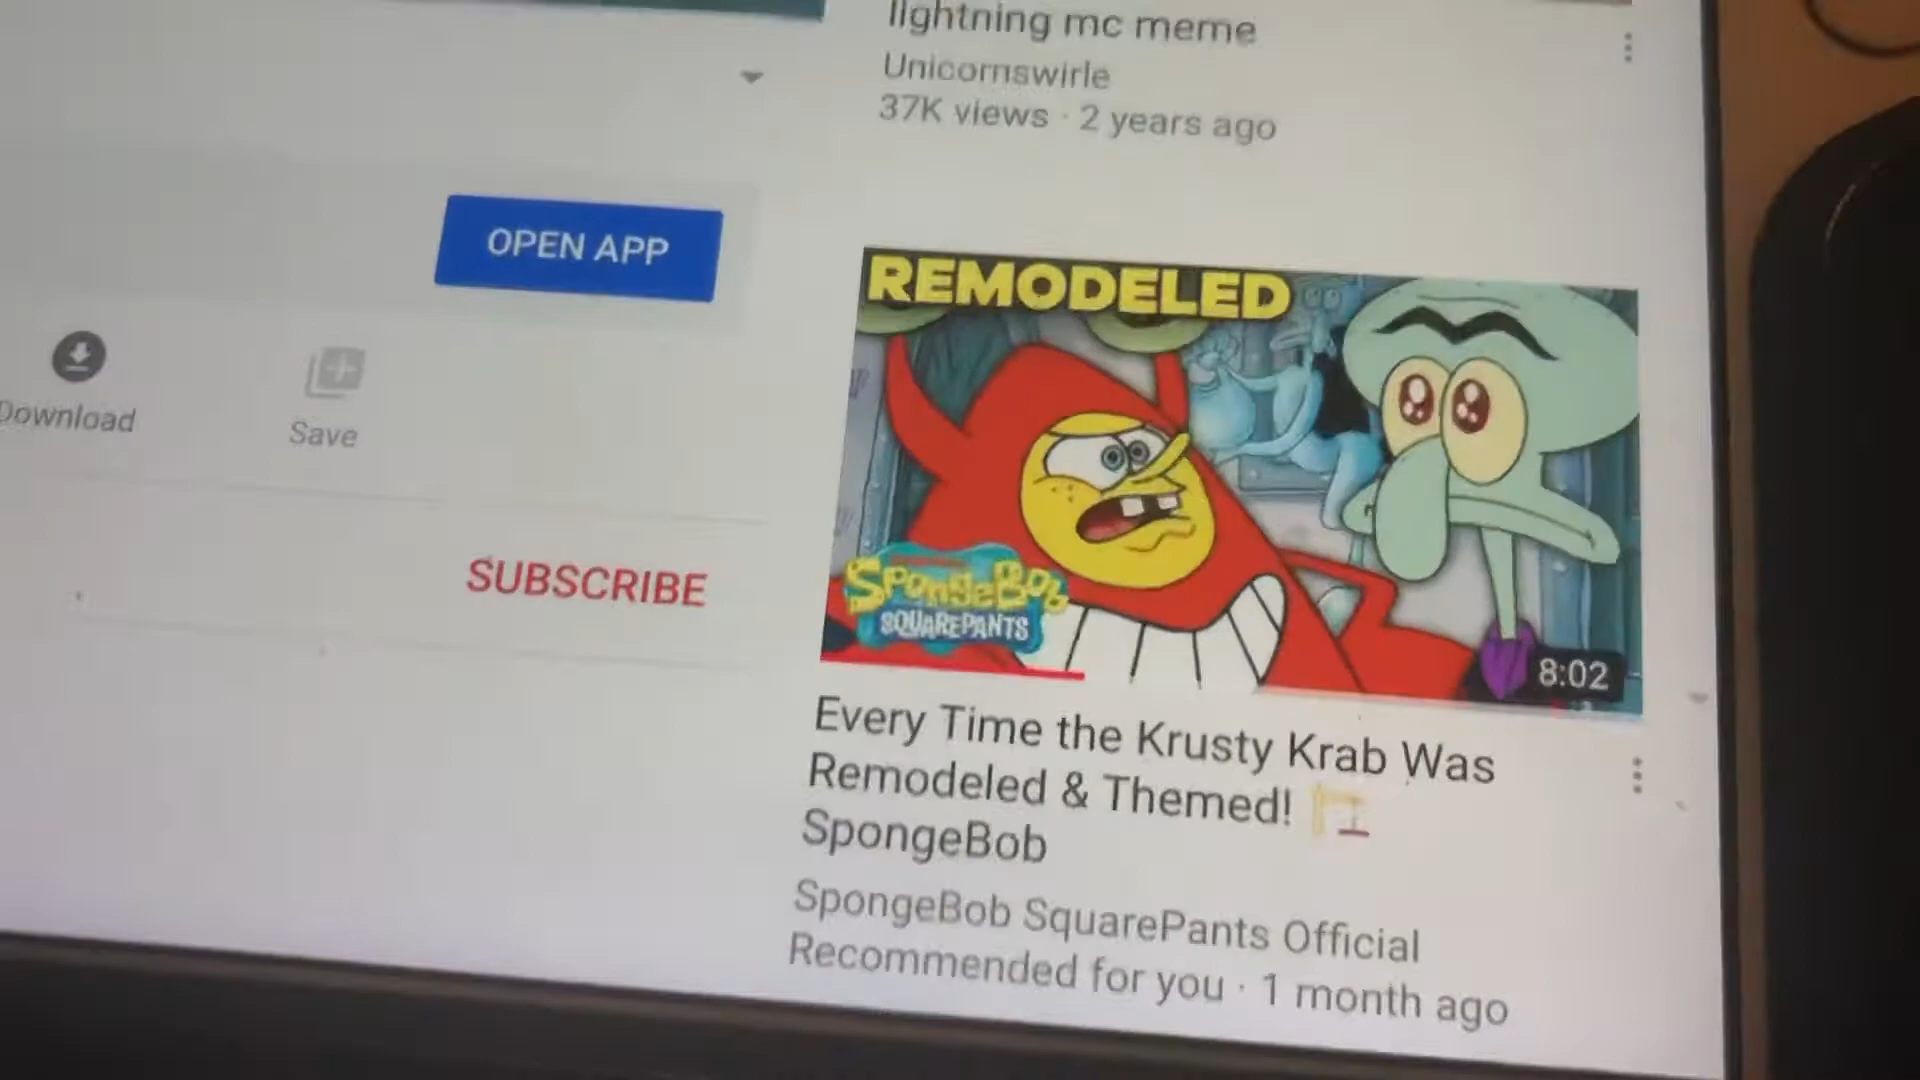 lightning mc meme
Unicornswirle
37K views · 2 years ago
OPEN APP
Download
Save
SUBSCRIBE
REMODELED
SPONGEBOB
SQUAREPANTS
8:02
Every Time the Krusty Krab Was
Remodeled & Themed! 🏗️
SpongeBob
SpongeBob SquarePants Official
Recommended for you · 1 month ago